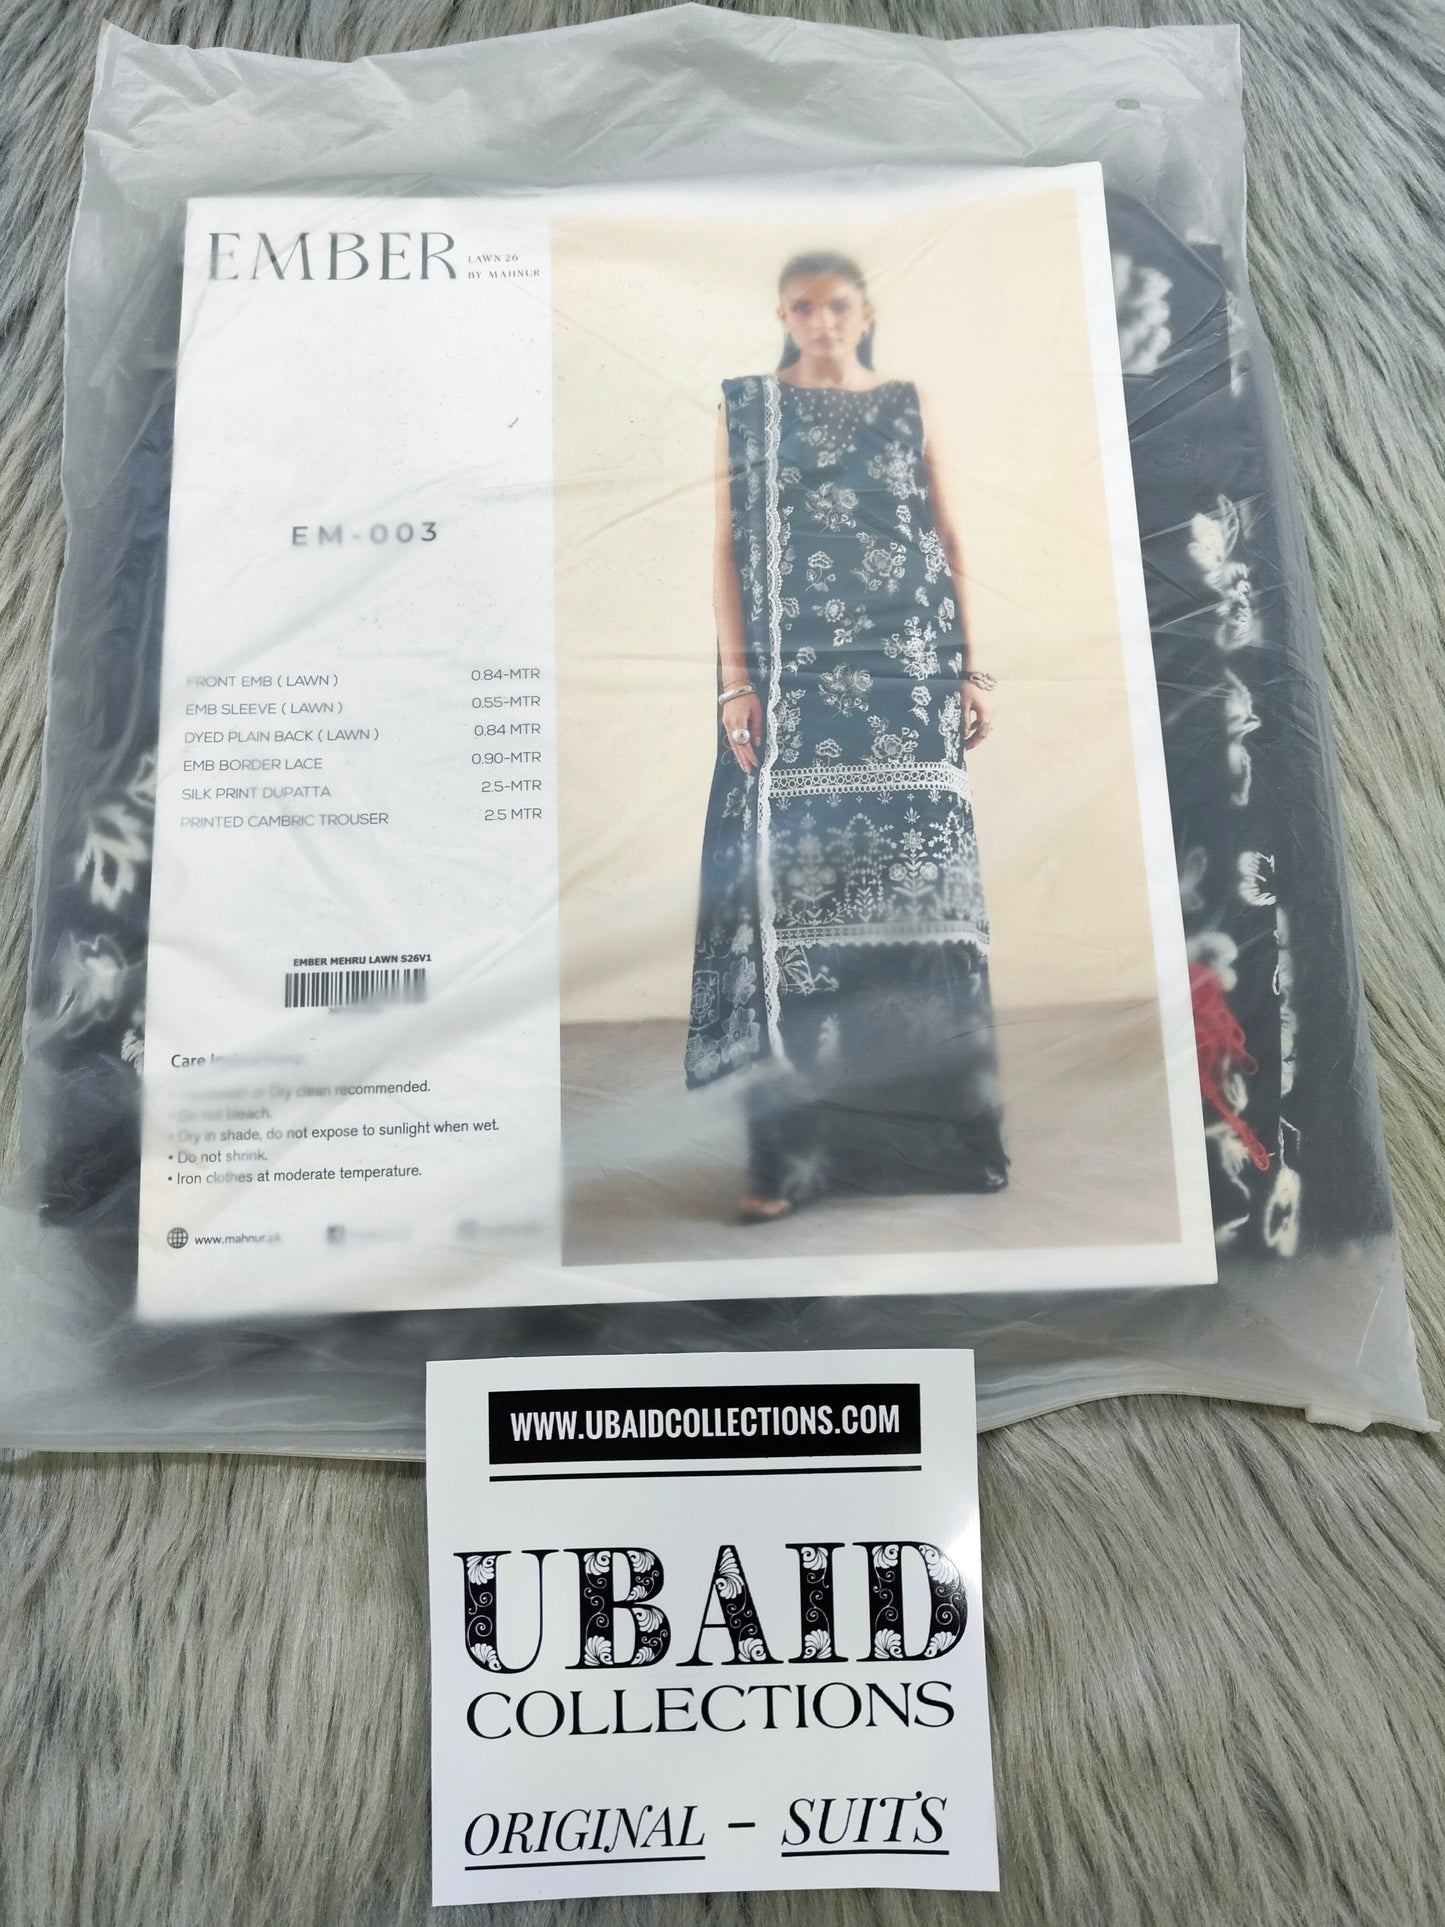 EMBER LAWN 26
BY MAHNUR
EM-003
FRONT EMB ( LAWN ) 0.84-MTR
EMB SLEEVE ( LAWN ) 0.55-MTR
DYED PLAIN BACK ( LAWN ) 0.84 MTR
EMB BORDER LACE 0.90-MTR
SILK PRINT DUPATTA 2.5-MTR
PRINTED CAMBRIC TROUSER 2.5 MTR
EMBER MEHRU LAWN S26V1
Care Instructions
or Dry clean recommended.
• Do not bleach.
• Dry in shade, do not expose to sunlight when wet.
• Do not shrink.
• Iron clothes at moderate temperature.
www.mahnur.pk
WWW.UBAIDCOLLECTIONS.COM
UBAID
COLLECTIONS
ORIGINAL - SUITS